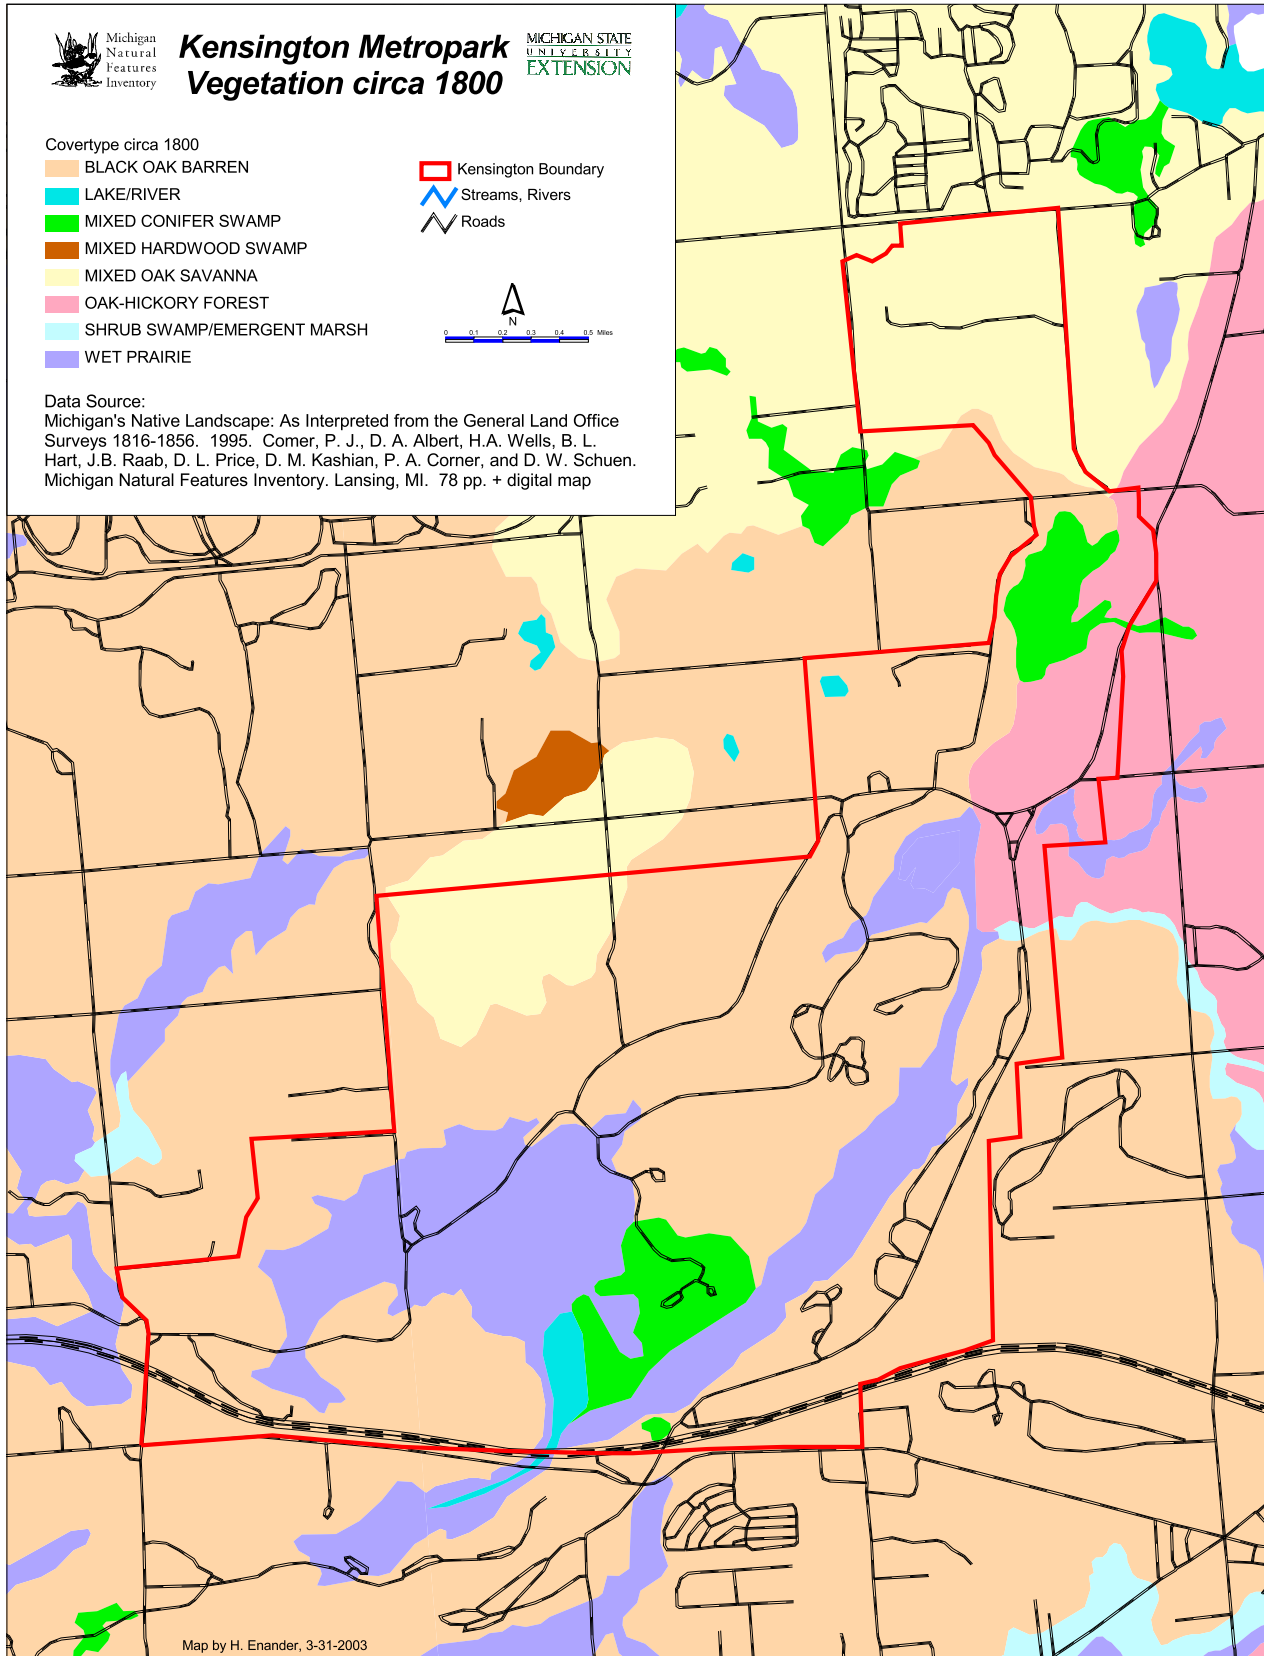 Michigan
Natural
Features
Inventory
Kensington Metropark
Vegetation circa 1800
MICHIGAN STATE
UNIVERSITY
EXTENSION
Covertype circa 1800
BLACK OAK BARREN
LAKE/RIVER
MIXED CONIFER SWAMP
MIXED HARDWOOD SWAMP
MIXED OAK SAVANNA
OAK-HICKORY FOREST
SHRUB SWAMP/EMERGENT MARSH
WET PRAIRIE
Kensington Boundary
Streams, Rivers
Roads
N
0 0.1 0.2 0.3 0.4 0.5 Miles
Data Source:
Michigan's Native Landscape: As Interpreted from the General Land Office
Surveys 1816-1856. 1995. Comer, P. J., D. A. Albert, H.A. Wells, B. L.
Hart, J.B. Raab, D. L. Price, D. M. Kashian, P. A. Corner, and D. W. Schuen.
Michigan Natural Features Inventory. Lansing, MI. 78 pp. + digital map
Map by H. Enander, 3-31-2003